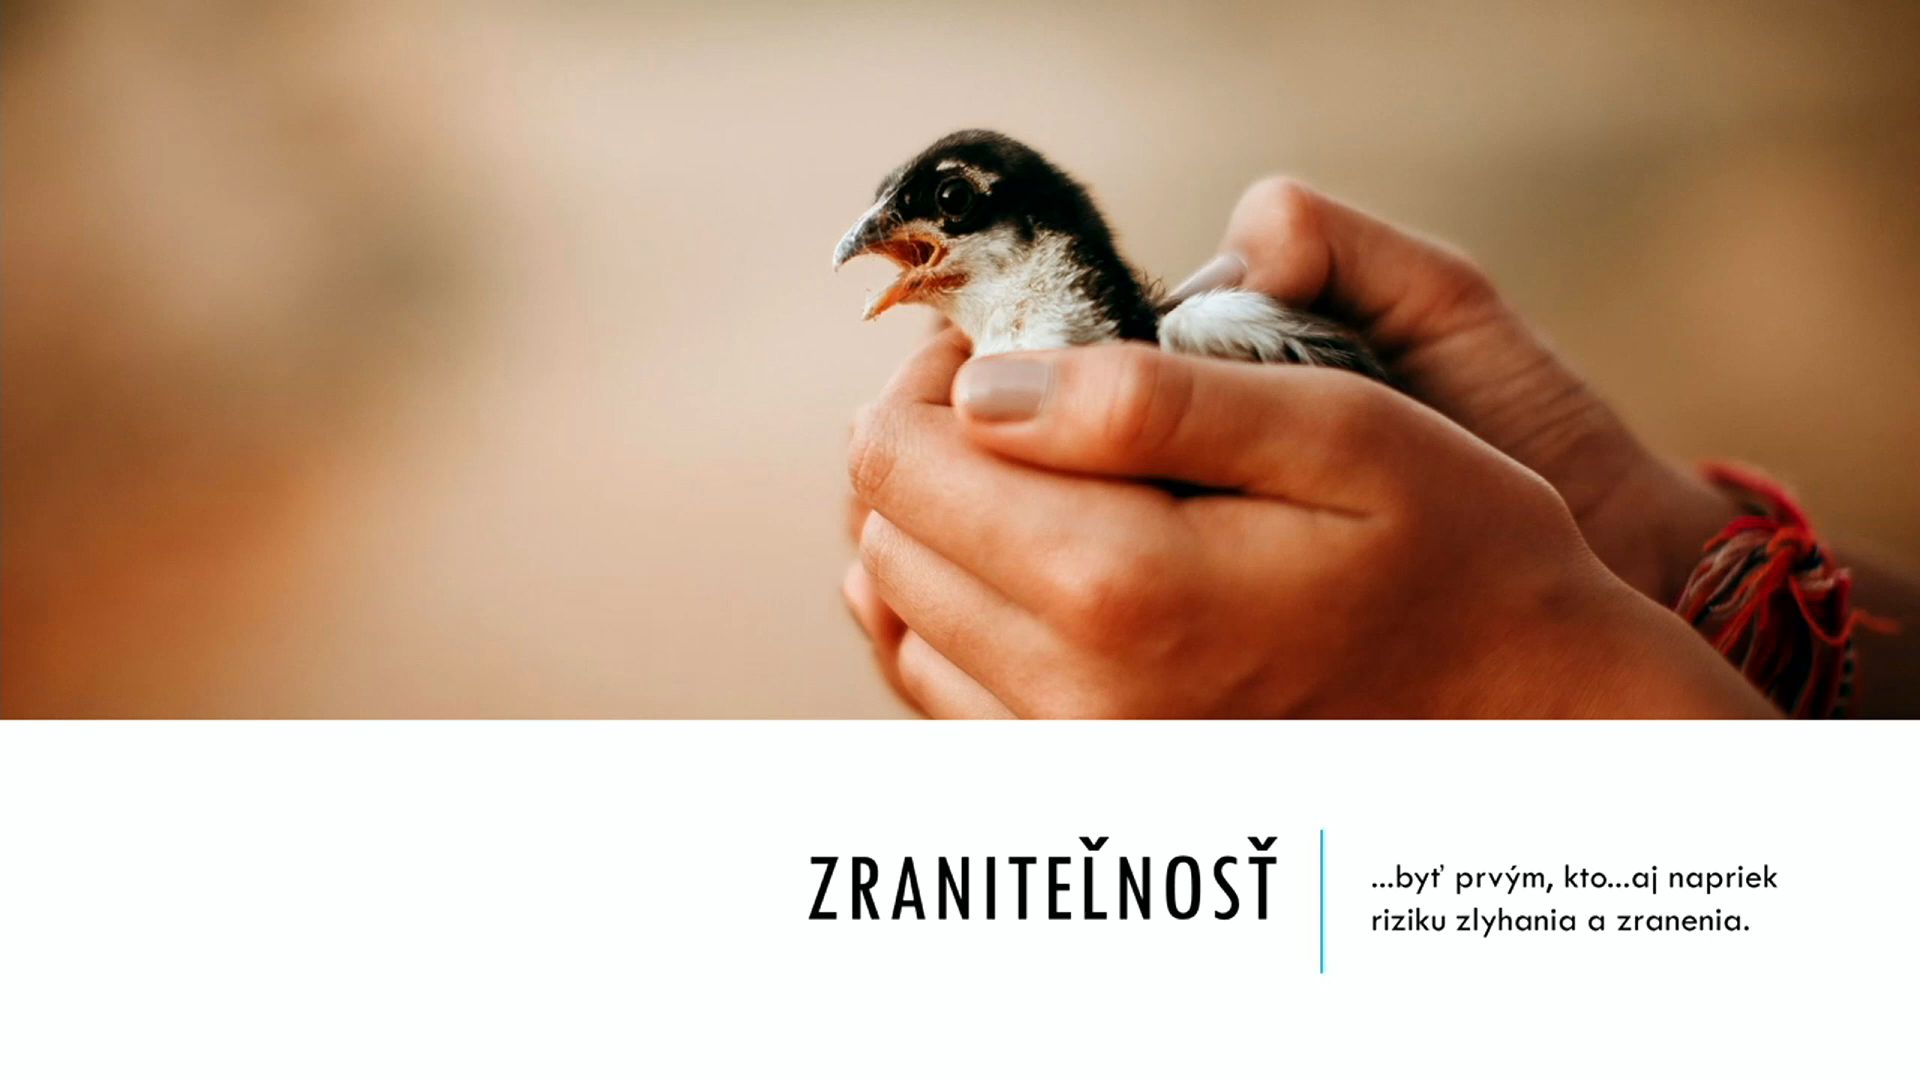 ZRANITEĽNOSŤ
...byť prvým, kto...aj napriek
riziku zlyhania a zranenia.